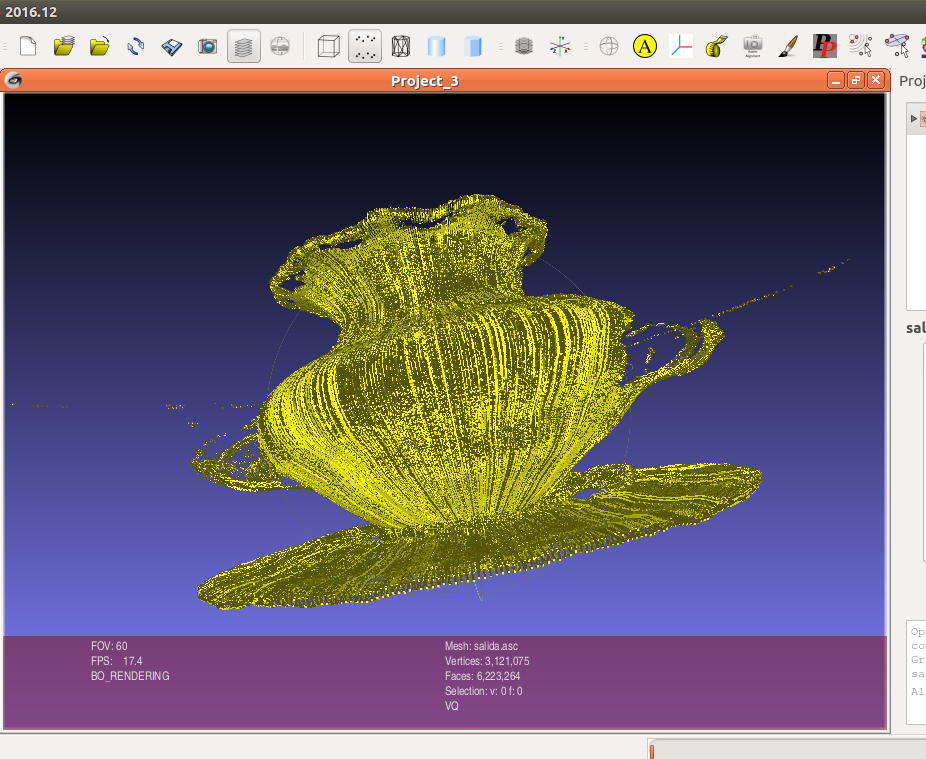 2016.12
A
PP
Project_3
Proj
sal
FOV: 60
FPS: 17.4
BO_RENDERING
Mesh: salida.asc
Vertices: 3,121,075
Faces: 6,223,264
Selection: v: 0 f: 0
VQ
Op
co
Gr
sa
Al